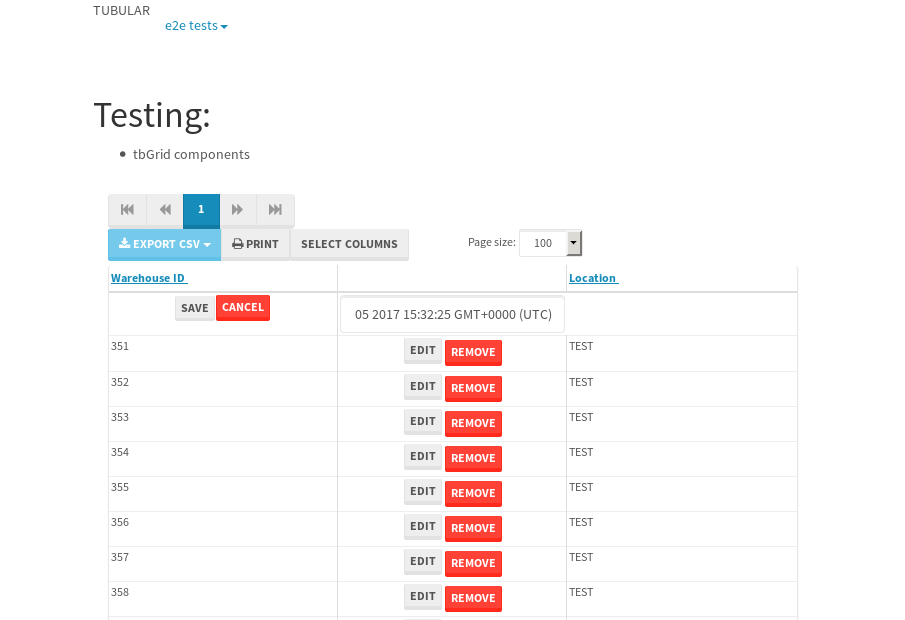 TUBULAR
e2e tests
Testing:
tbGrid components
1
EXPORT CSV PRINT SELECT COLUMNS Page size: 100
Warehouse ID Location
SAVE CANCEL 05 2017 15:32:25 GMT+0000 (UTC)
351 EDIT REMOVE TEST
352 EDIT REMOVE TEST
353 EDIT REMOVE TEST
354 EDIT REMOVE TEST
355 EDIT REMOVE TEST
356 EDIT REMOVE TEST
357 EDIT REMOVE TEST
358 EDIT REMOVE TEST